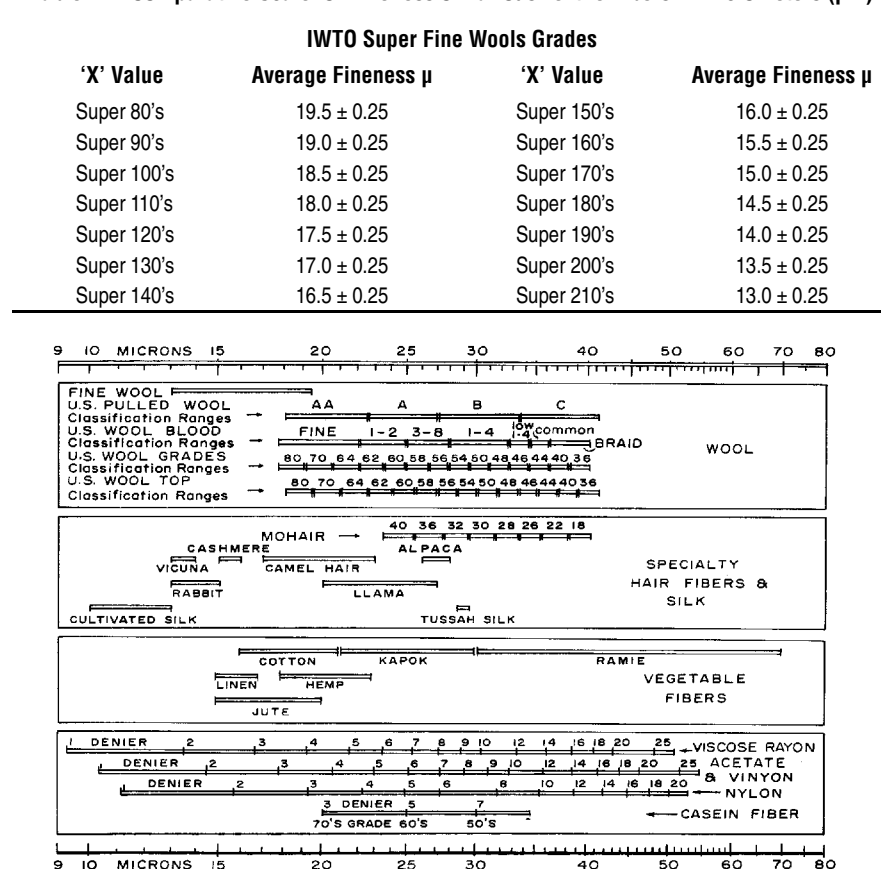 IWTO Super Fine Wools Grades
‘X’ Value Average Fineness µ ‘X’ Value Average Fineness µ
Super 80’s 19.5 ± 0.25 Super 150’s 16.0 ± 0.25
Super 90’s 19.0 ± 0.25 Super 160’s 15.5 ± 0.25
Super 100’s 18.5 ± 0.25 Super 170’s 15.0 ± 0.25
Super 110’s 18.0 ± 0.25 Super 180’s 14.5 ± 0.25
Super 120’s 17.5 ± 0.25 Super 190’s 14.0 ± 0.25
Super 130’s 17.0 ± 0.25 Super 200’s 13.5 ± 0.25
Super 140’s 16.5 ± 0.25 Super 210’s 13.0 ± 0.25
9 10 MICRONS 15 20 25 30 40 50 60 70 80
FINE WOOL
U.S. PULLED WOOL AA A B C
Classification Ranges →
U.S. WOOL BLOOD FINE 1-2 3-8 1-4 low 1-4 common
Classification Ranges → BRAID WOOL
U.S. WOOL GRADES 80 70 64 62 60 58 56 54 50 48 46 44 40 36
Classification Ranges →
U.S. WOOL TOP 80 70 64 62 60 58 56 54 50 48 46 44 40 36
Classification Ranges →
40 36 32 30 28 26 22 18
MOHAIR →
CASHMERE ALPACA
VICUNA CAMEL HAIR SPECIALTY
RABBIT LLAMA HAIR FIBERS &
SILK
CULTIVATED SILK TUSSAH SILK
COTTON KAPOK RAMIE
LINEN HEMP VEGETABLE
FIBERS
JUTE
1 DENIER 2 3 4 5 6 7 8 9 10 12 14 16 18 20 25 ← VISCOSE RAYON
DENIER 2 3 4 5 6 7 8 9 10 12 14 16 18 20 25 ACETATE
& VINYON
DENIER 2 3 4 5 6 8 10 12 14 16 18 20 ← NYLON
3 DENIER 5 7 ← CASEIN FIBER
70'S GRADE 60'S 50'S
9 10 MICRONS 15 20 25 30 40 50 60 70 80